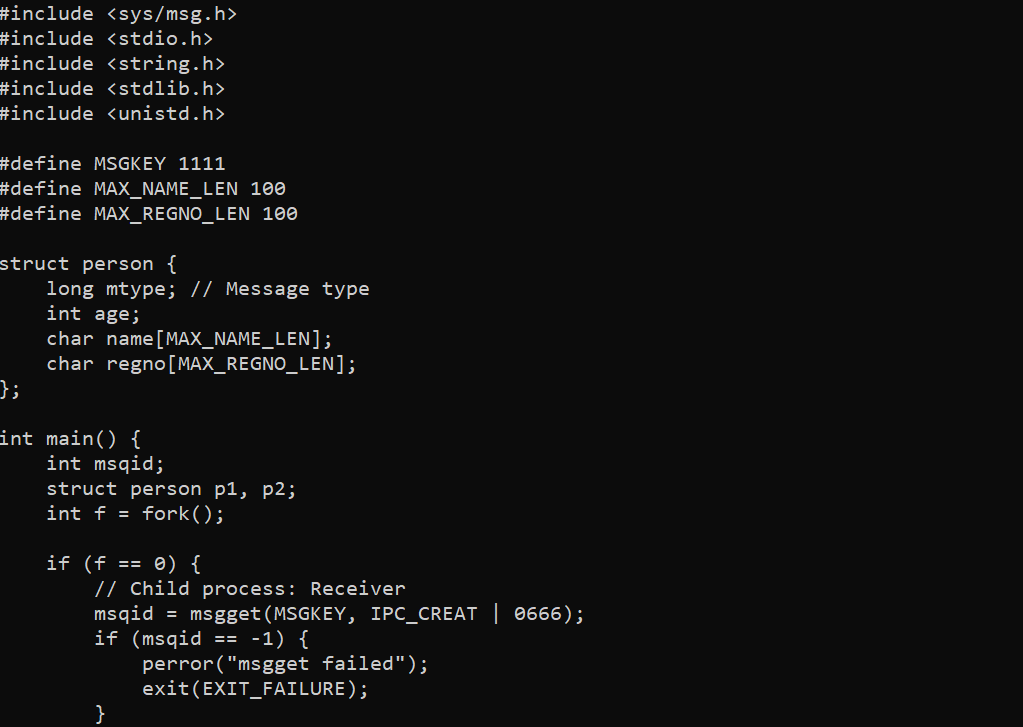 #include <sys/msg.h>
#include <stdio.h>
#include <string.h>
#include <stdlib.h>
#include <unistd.h>

#define MSGKEY 1111
#define MAX_NAME_LEN 100
#define MAX_REGNO_LEN 100

struct person {
    long mtype; // Message type
    int age;
    char name[MAX_NAME_LEN];
    char regno[MAX_REGNO_LEN];
};

int main() {
    int msqid;
    struct person p1, p2;
    int f = fork();

    if (f == 0) {
        // Child process: Receiver
        msqid = msgget(MSGKEY, IPC_CREAT | 0666);
        if (msqid == -1) {
            perror("msgget failed");
            exit(EXIT_FAILURE);
        }